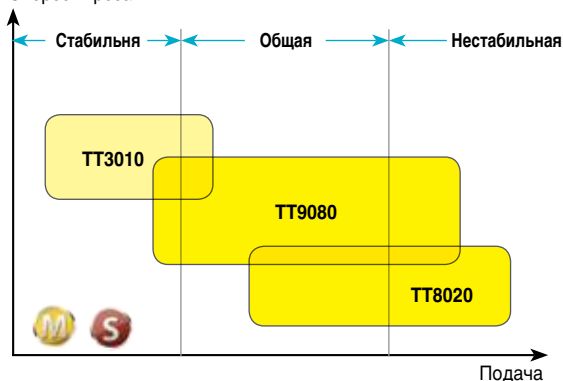 Стабильня Общая Нестабильная
TT3010
TT9080
TT8020
M S
Подача